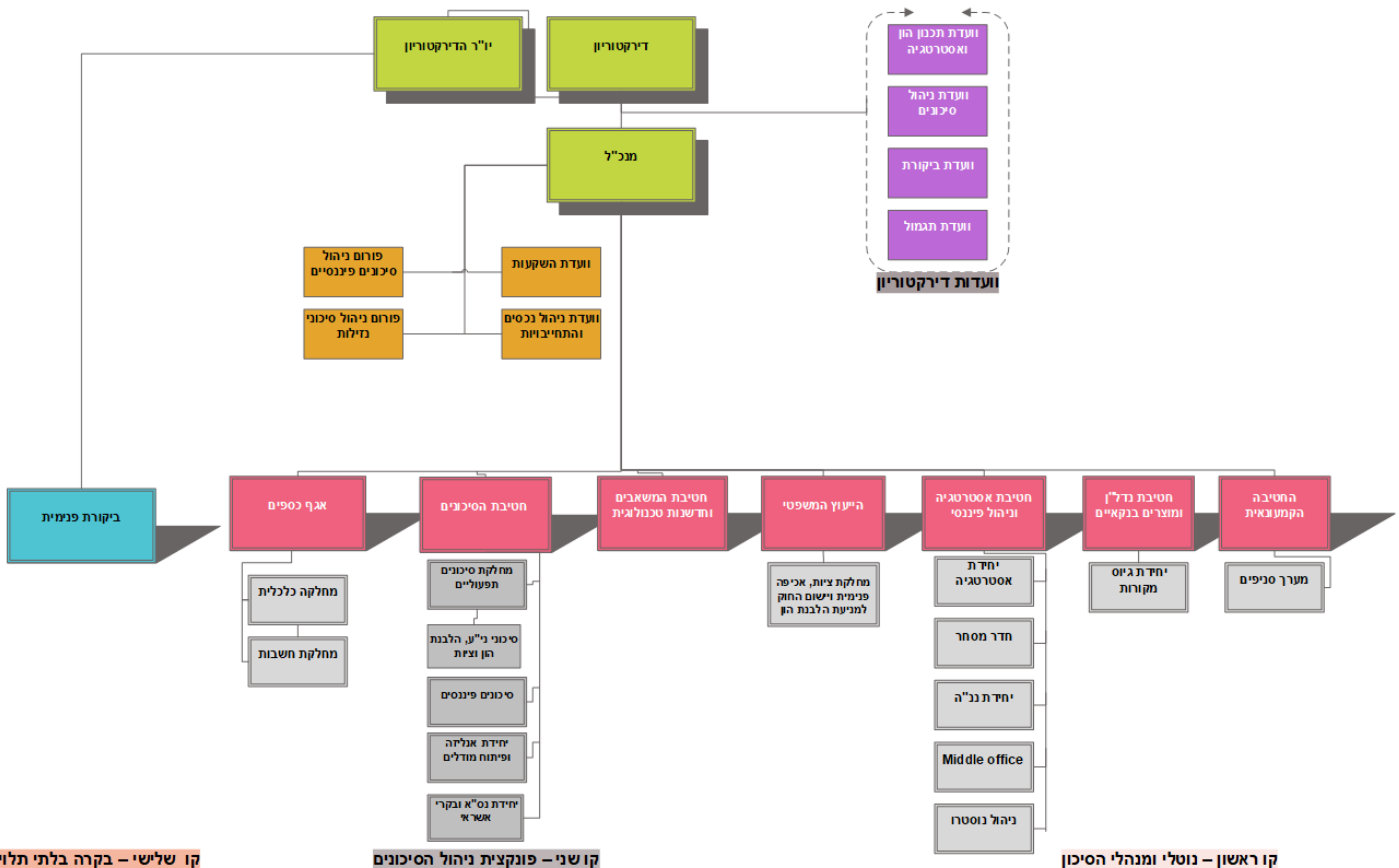 יו"ר הדירקטוריון
דירקטוריון
וועדת תכנון הון
ואסטרטגיה
וועדת ניהול
סיכונים
וועדת ביקורת
וועדת תגמול
וועדות דירקטוריון
מנכ"ל
פורום ניהול
סיכונים פיננסיים
וועדת השקעות
פורום ניהול סיכוני
נזילות
וועדת ניהול נכסים
והתחייבויות
החטיבה
הקמעונאית
חטיבת נדל"ן
ומוצרים בנקאיים
חטיבת אסטרטגיה
וניהול פיננסי
הייעוץ המשפטי
חטיבת המשאבים
וחדשנות טכנולוגית
חטיבת הסיכונים
אגף כספים
ביקורת פנימית
מערך סניפים
יחידת גיוס
מקורות
יחידת
אסטרטגיה
חדר מסחר
יחידת ננ"ה
Middle office
ניהול נוסטרו
מחלקת ציות, אכיפה
פנימית ויישום החוק
למניעת הלבנת הון
מחלקת סיכונים
תפעוליים
סיכוני ני"ע, הלבנת
הון וציות
סיכונים פיננסים
יחידת אנליזה
ופיתוח מודלים
יחידת נס"א ובקרי
אשראי
מחלקה כלכלית
מחלקת חשבות
קו ראשון – נוטלי ומנהלי הסיכון
קו שני – פונקצית ניהול הסיכונים
קו שלישי – בקרה בלתי תלוי